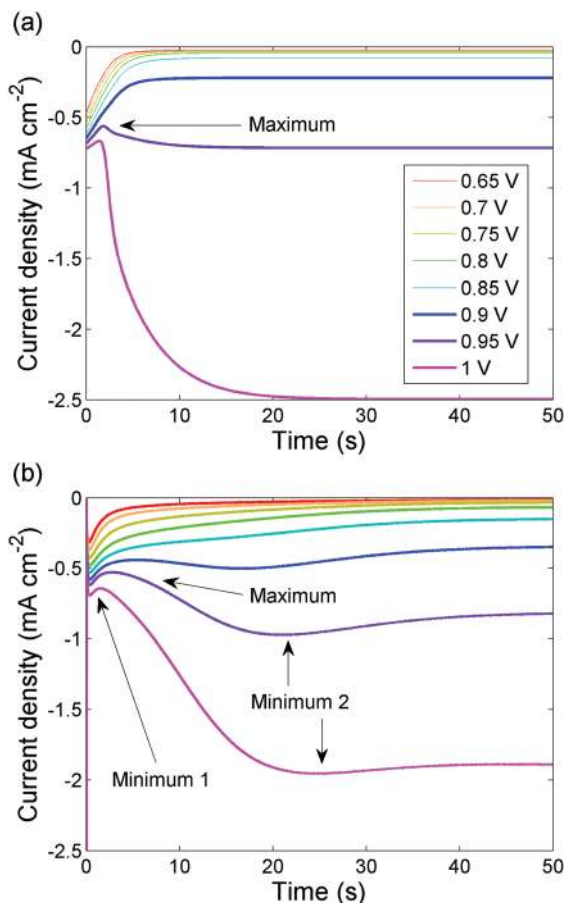 (a)
0
-0.5
-1
-1.5
-2
-2.5
Current density (mA cm-2)
Maximum
0.65 V
0.7 V
0.75 V
0.8 V
0.85 V
0.9 V
0.95 V
1 V
0 10 20 30 40 50
Time (s)
(b)
0
-0.5
-1
-1.5
-2
-2.5
Current density (mA cm-2)
Maximum
Minimum 2
Minimum 1
0 10 20 30 40 50
Time (s)